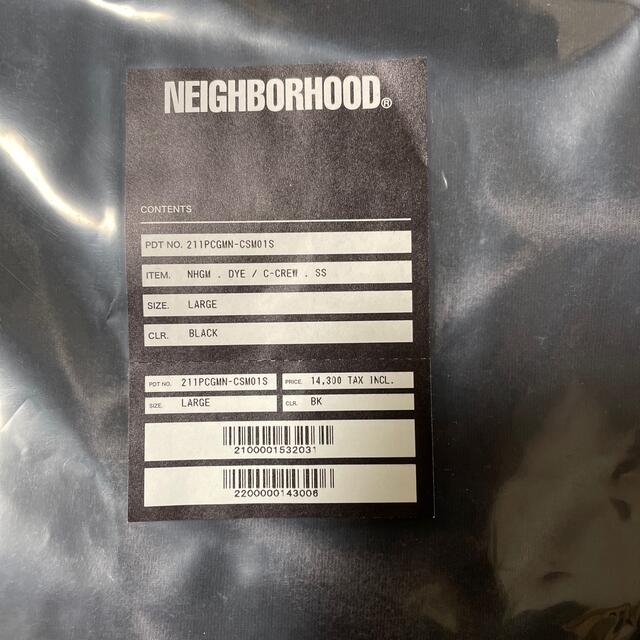 NEIGHBORHOOD®
CONTENTS
PDT NO. 211PCGMN-CSM01S
ITEM. NHGM . DYE / C-CREW . SS
SIZE. LARGE
CLR. BLACK
PDT NO. 211PCGMN-CSM01S PRICE. 14,300 TAX INCL.
SIZE. LARGE CLR. BK
2100001532031
2200000143006